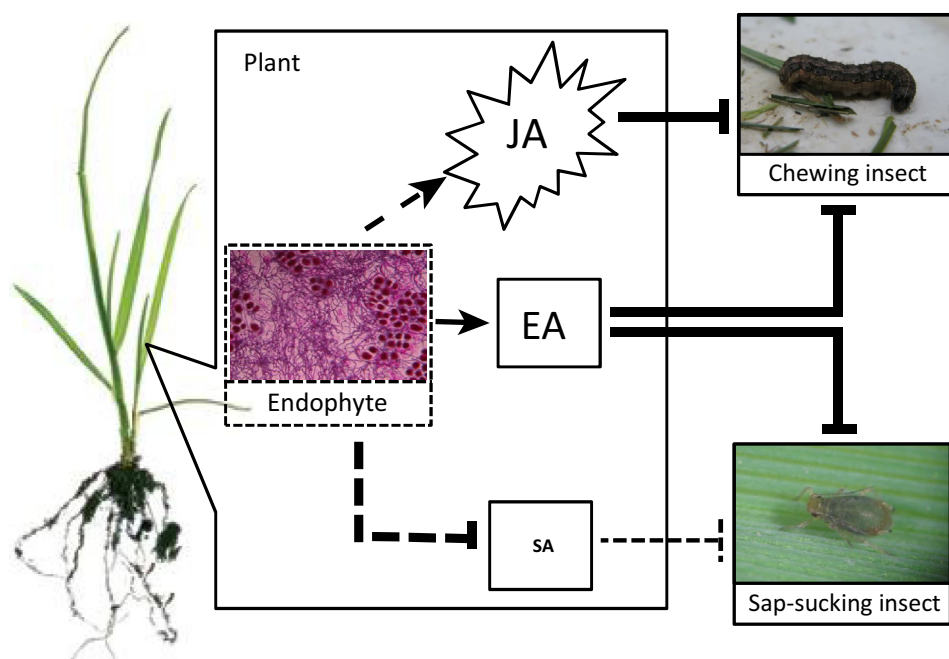 Plant
JA
Chewing insect
EA
Endophyte
SA
Sap-sucking insect